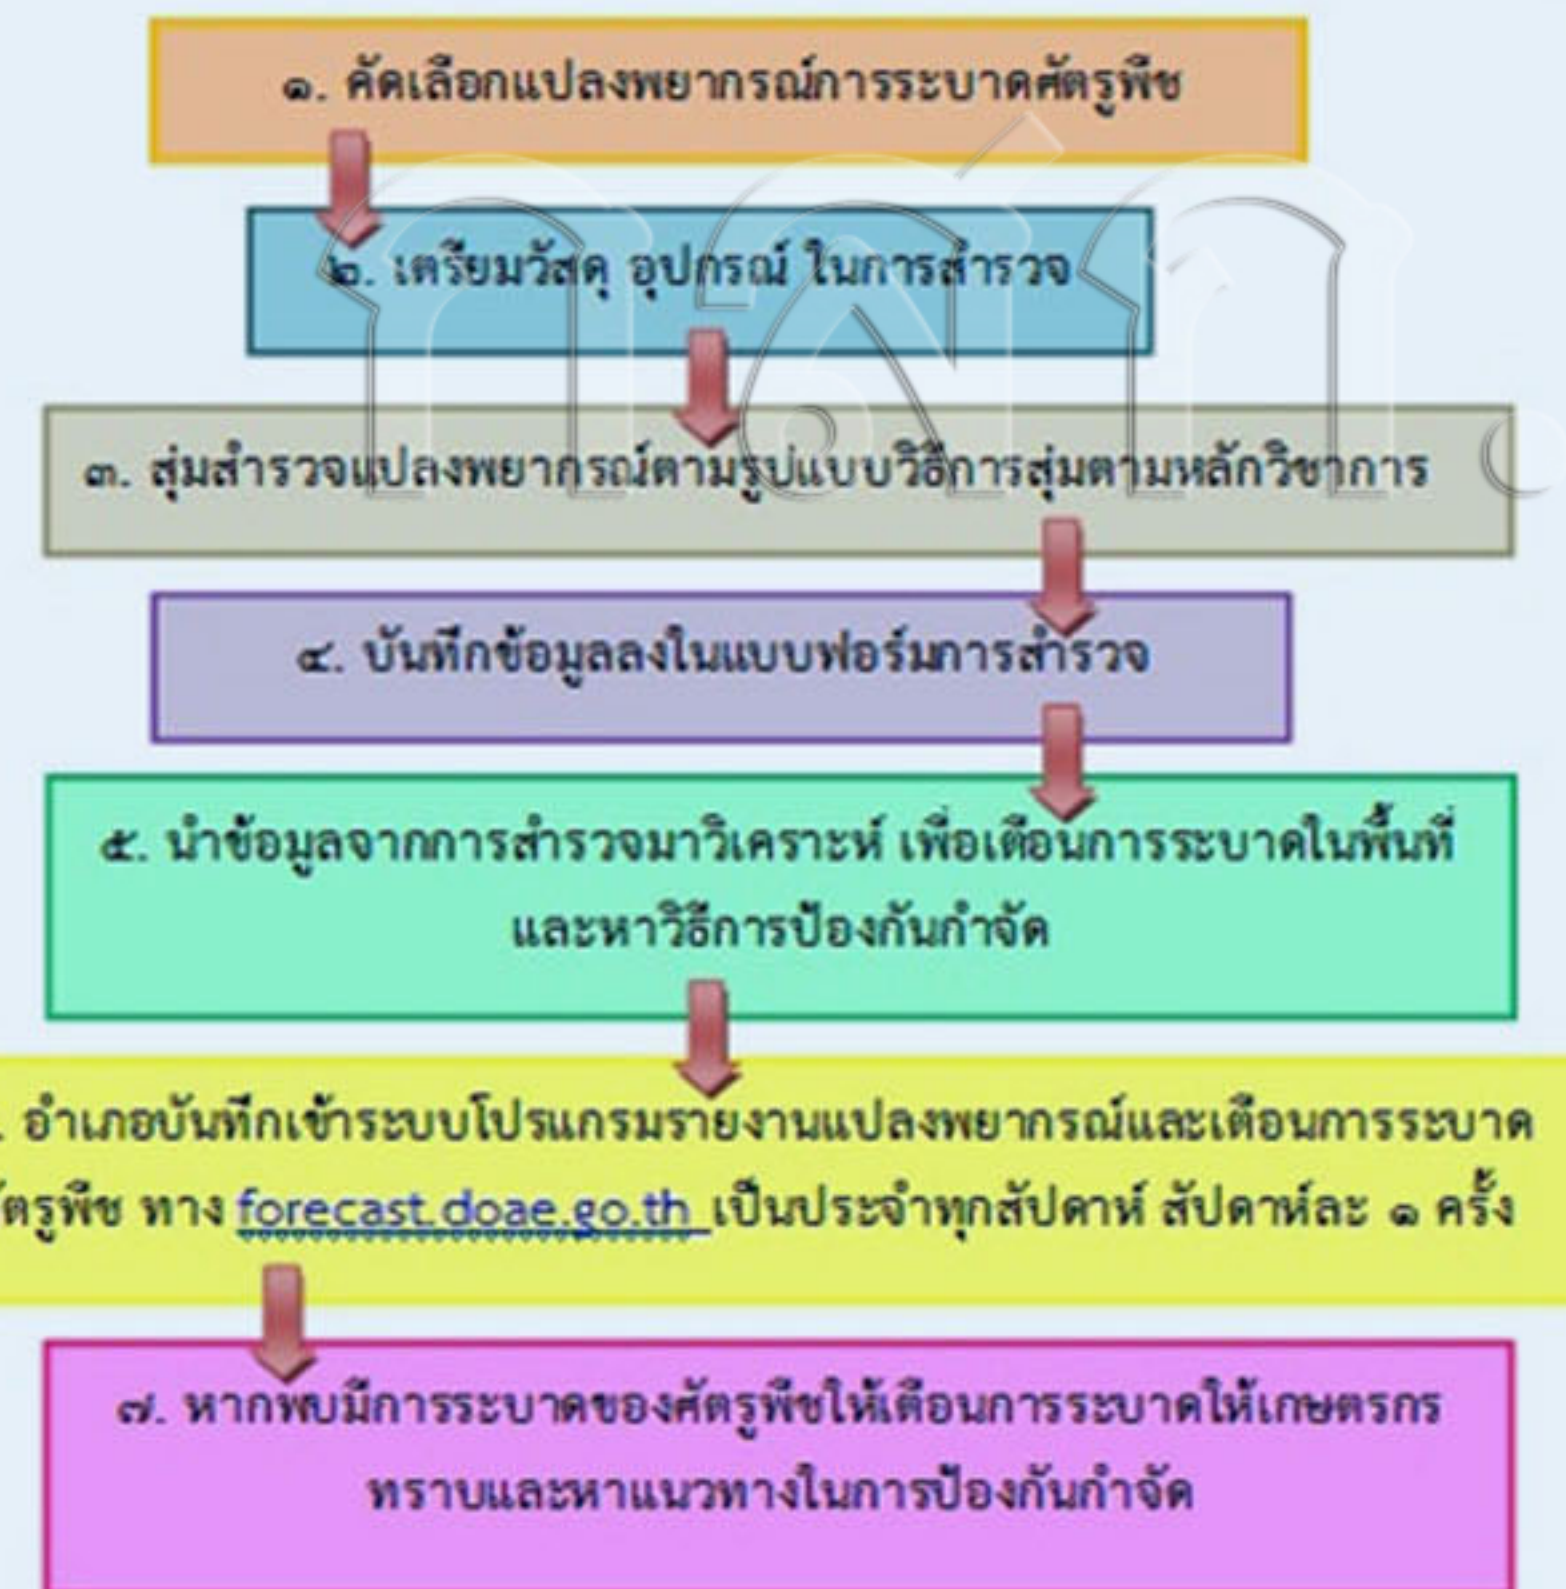 ๑. คัดเลือกแปลงพยากรณ์การระบาดศัตรูพืช
๒. เตรียมวัสดุ อุปกรณ์ ในการสำรวจ
๓. สุ่มสำรวจแปลงพยากรณ์ตามรูปแบบวิธีการสุ่มตามหลักวิชาการ
๔. บันทึกข้อมูลลงในแบบฟอร์มการสำรวจ
๕. นำข้อมูลจากการสำรวจมาวิเคราะห์ เพื่อเตือนการระบาดในพื้นที่
และหาวิธีการป้องกันกำจัด
. อำเภอบันทึกเข้าระบบโปรแกรมรายงานแปลงพยากรณ์และเตือนการระบาด
ตรูพืช ทาง forecast.doae.go.th เป็นประจำทุกสัปดาห์ สัปดาห์ละ ๑ ครั้ง
๗. หากพบมีการระบาดของศัตรูพืชให้เตือนการระบาดให้เกษตรกร
ทราบและหาแนวทางในการป้องกันกำจัด